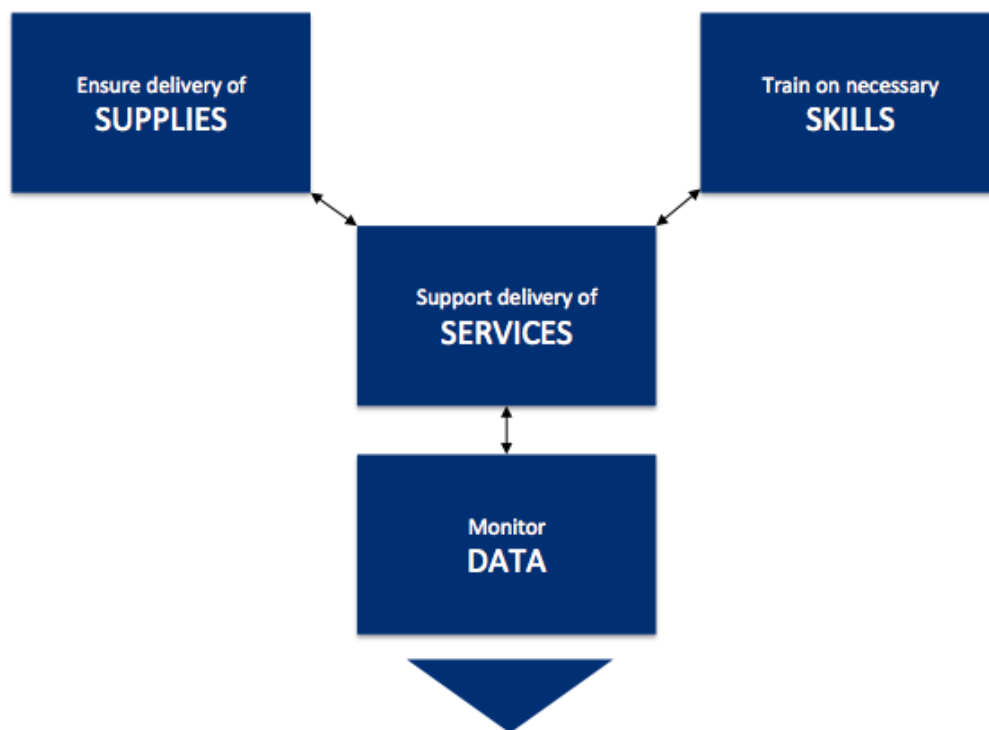 Ensure delivery of
SUPPLIES
Train on necessary
SKILLS
Support delivery of
SERVICES
Monitor
DATA